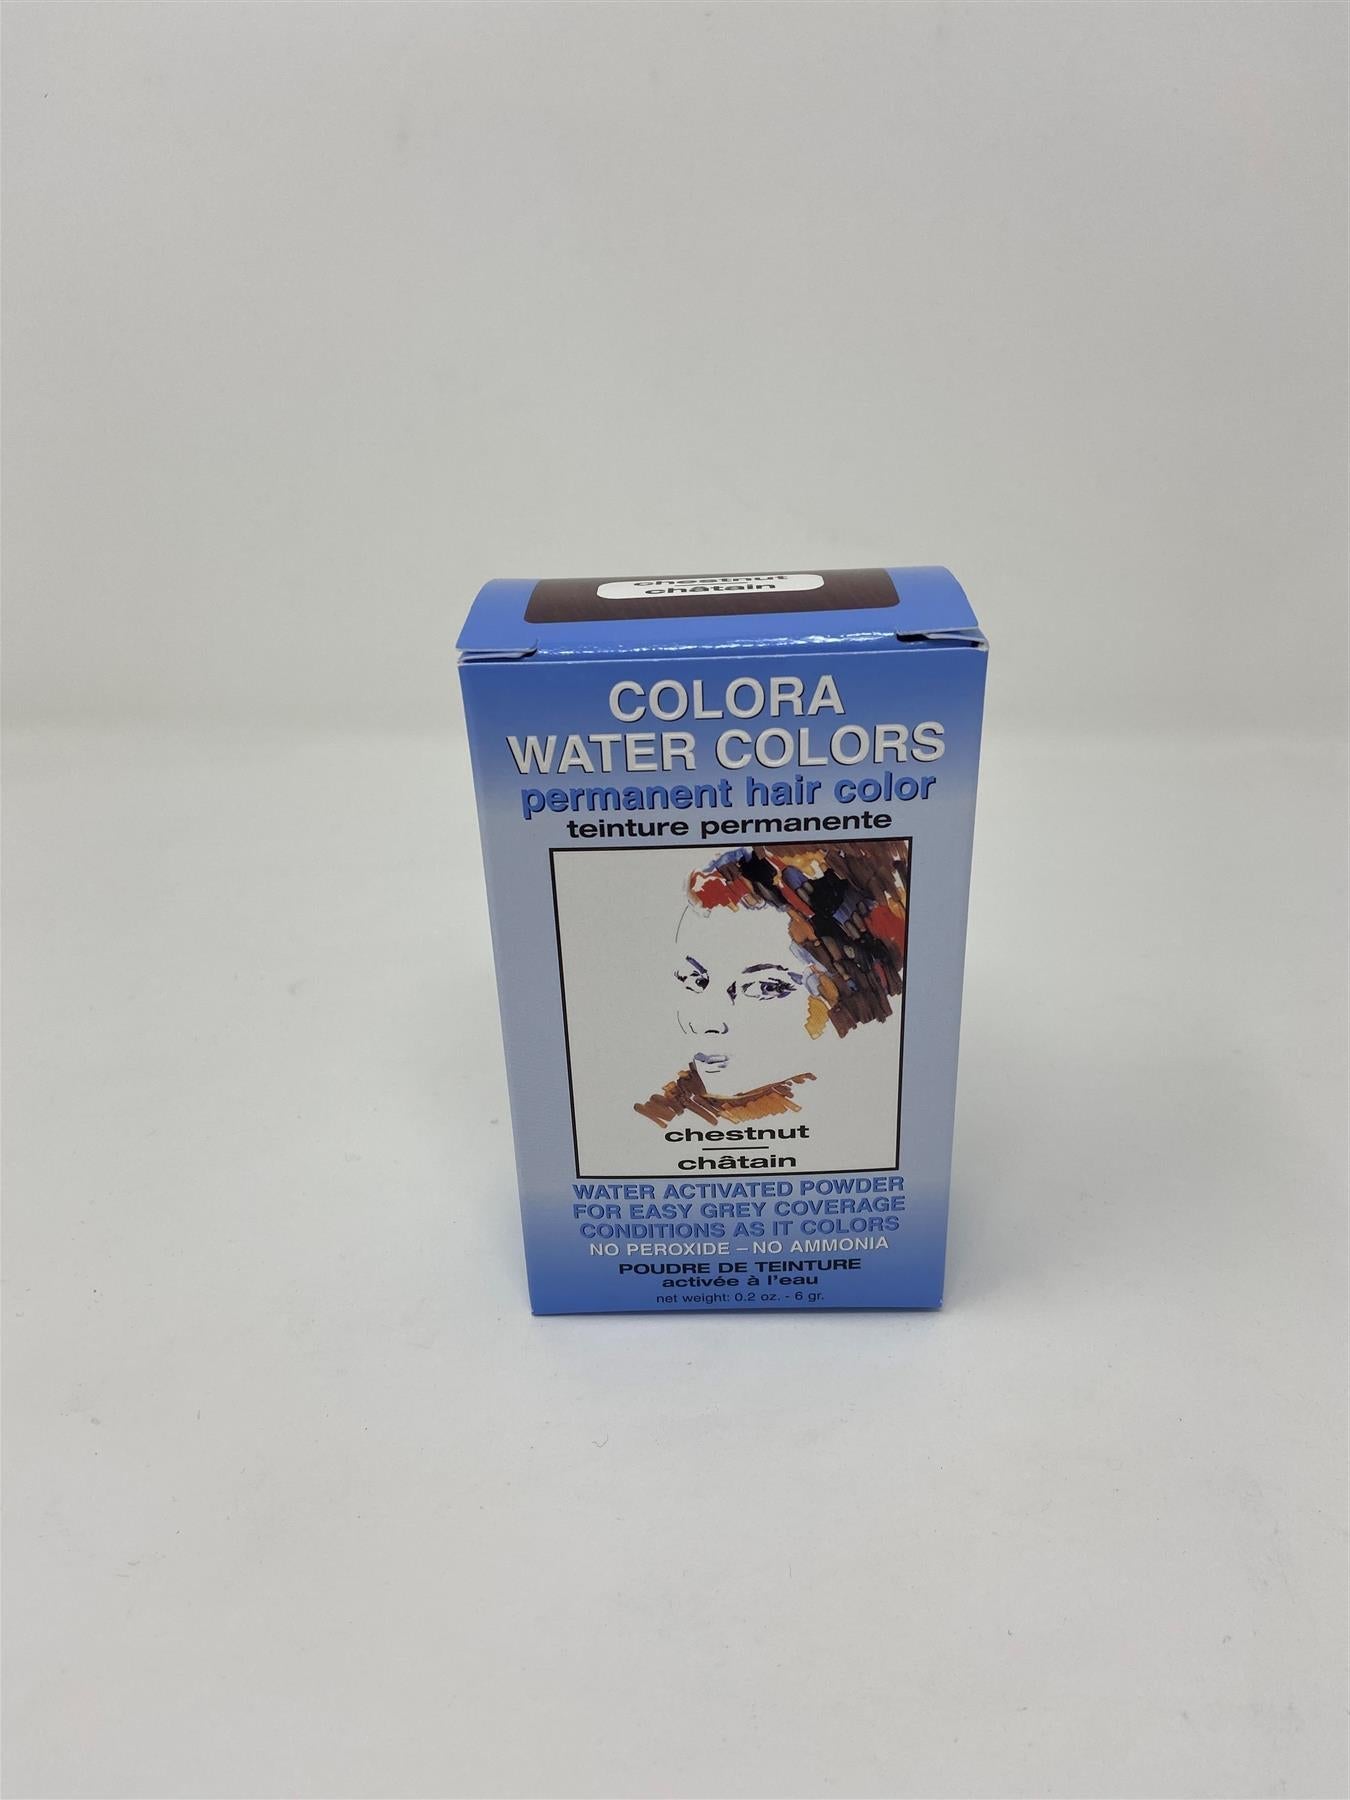 chestnut
châtain
COLORA
WATER COLORS
permanent hair color
teinture permanente
chestnut
châtain
WATER ACTIVATED POWDER
FOR EASY GREY COVERAGE
CONDITIONS AS IT COLORS
NO PEROXIDE – NO AMMONIA
POUDRE DE TEINTURE
activée à l'eau
net weight: 0.2 oz. - 6 gr.